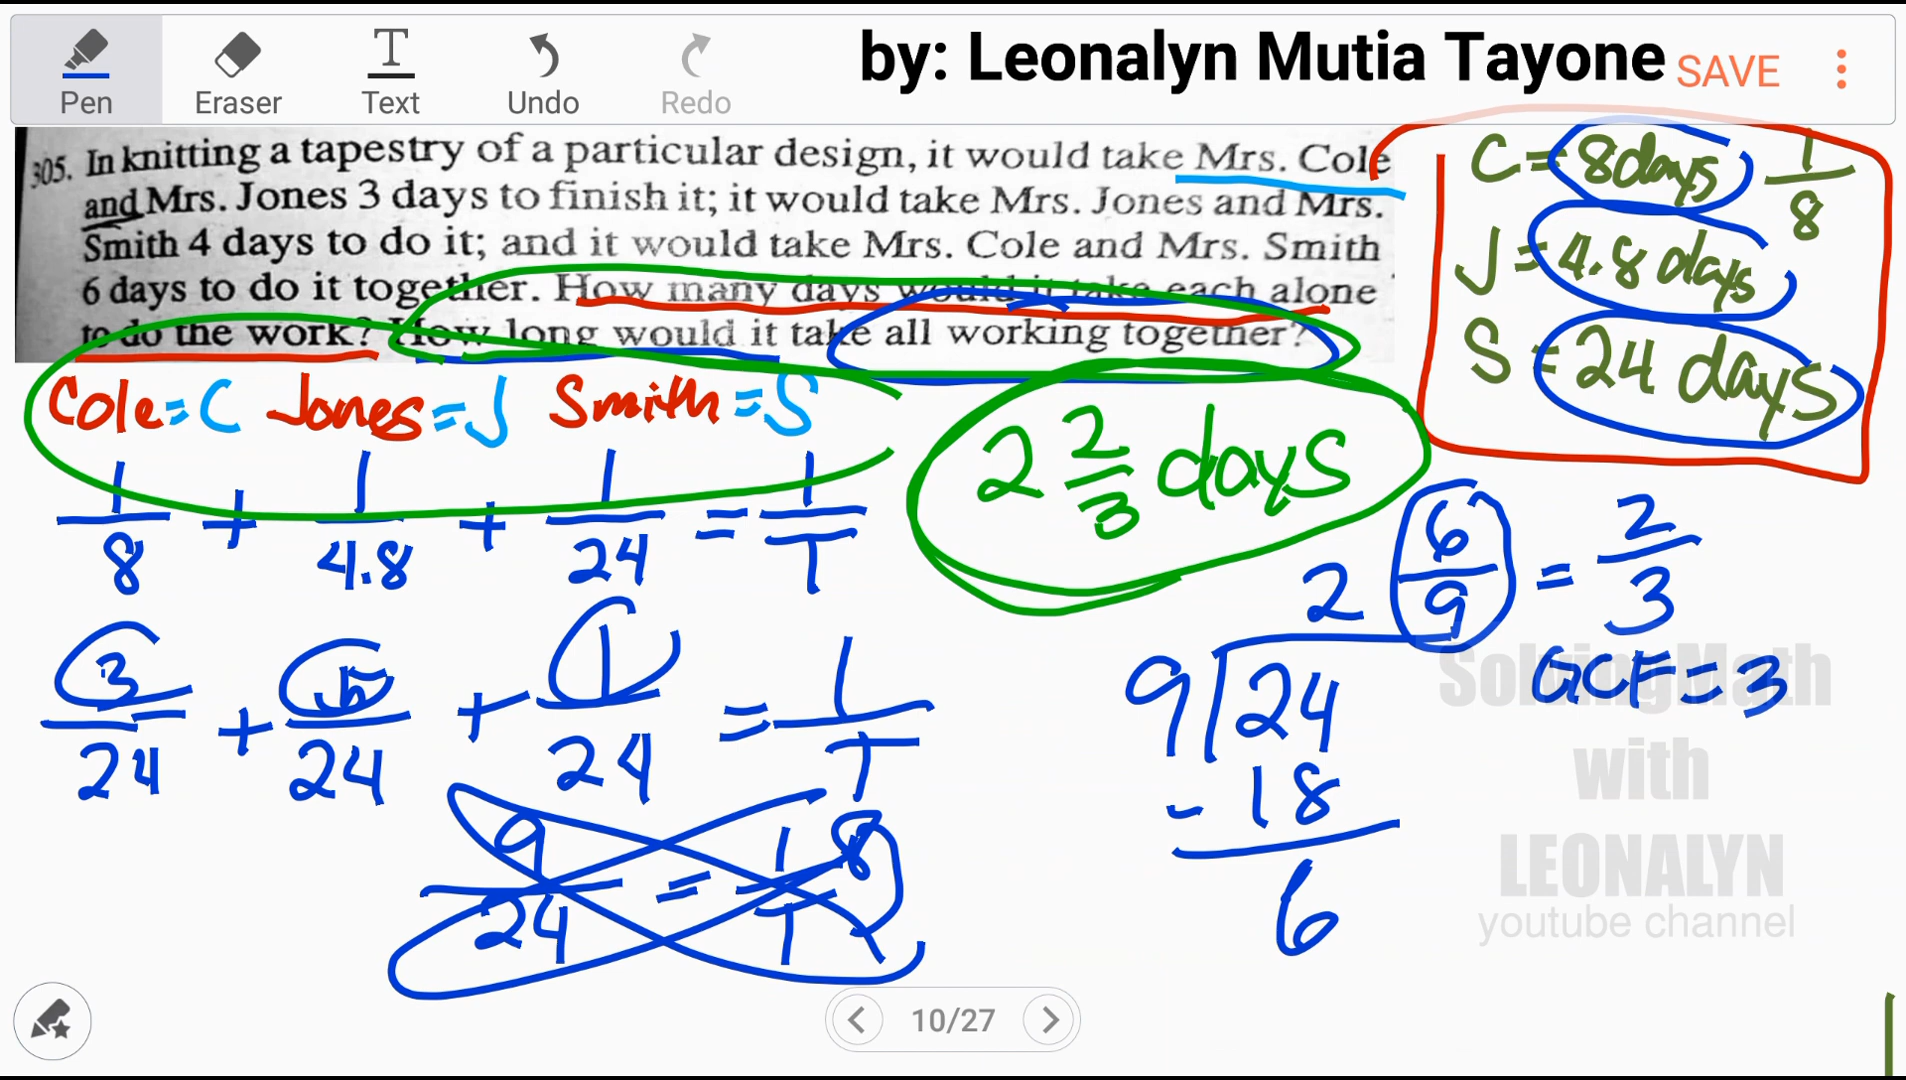 by: Leonalyn Mutia Tayone
SAVE
Pen Eraser Text Undo Redo
305. In knitting a tapestry of a particular design, it would take Mrs. Cole
and Mrs. Jones 3 days to finish it; it would take Mrs. Jones and Mrs.
Smith 4 days to do it; and it would take Mrs. Cole and Mrs. Smith
6 days to do it together. How many days would it take each alone
to do the work? How long would it take all working together?
C = 8 days 1/8
J = 4.8 days
S = 24 days
Cole = C Jones = J Smith = S
2 2/3 days
1/8 + 1/4.8 + 1/24 = 1/T
2 6/9 = 2/3
GCF = 3
3/24 + 5/24 + 1/24 = 1/T
9 24
- 18
6
9/24 = 1/T
8
SolvingMath
with
LEONALYN
youtube channel
10/27